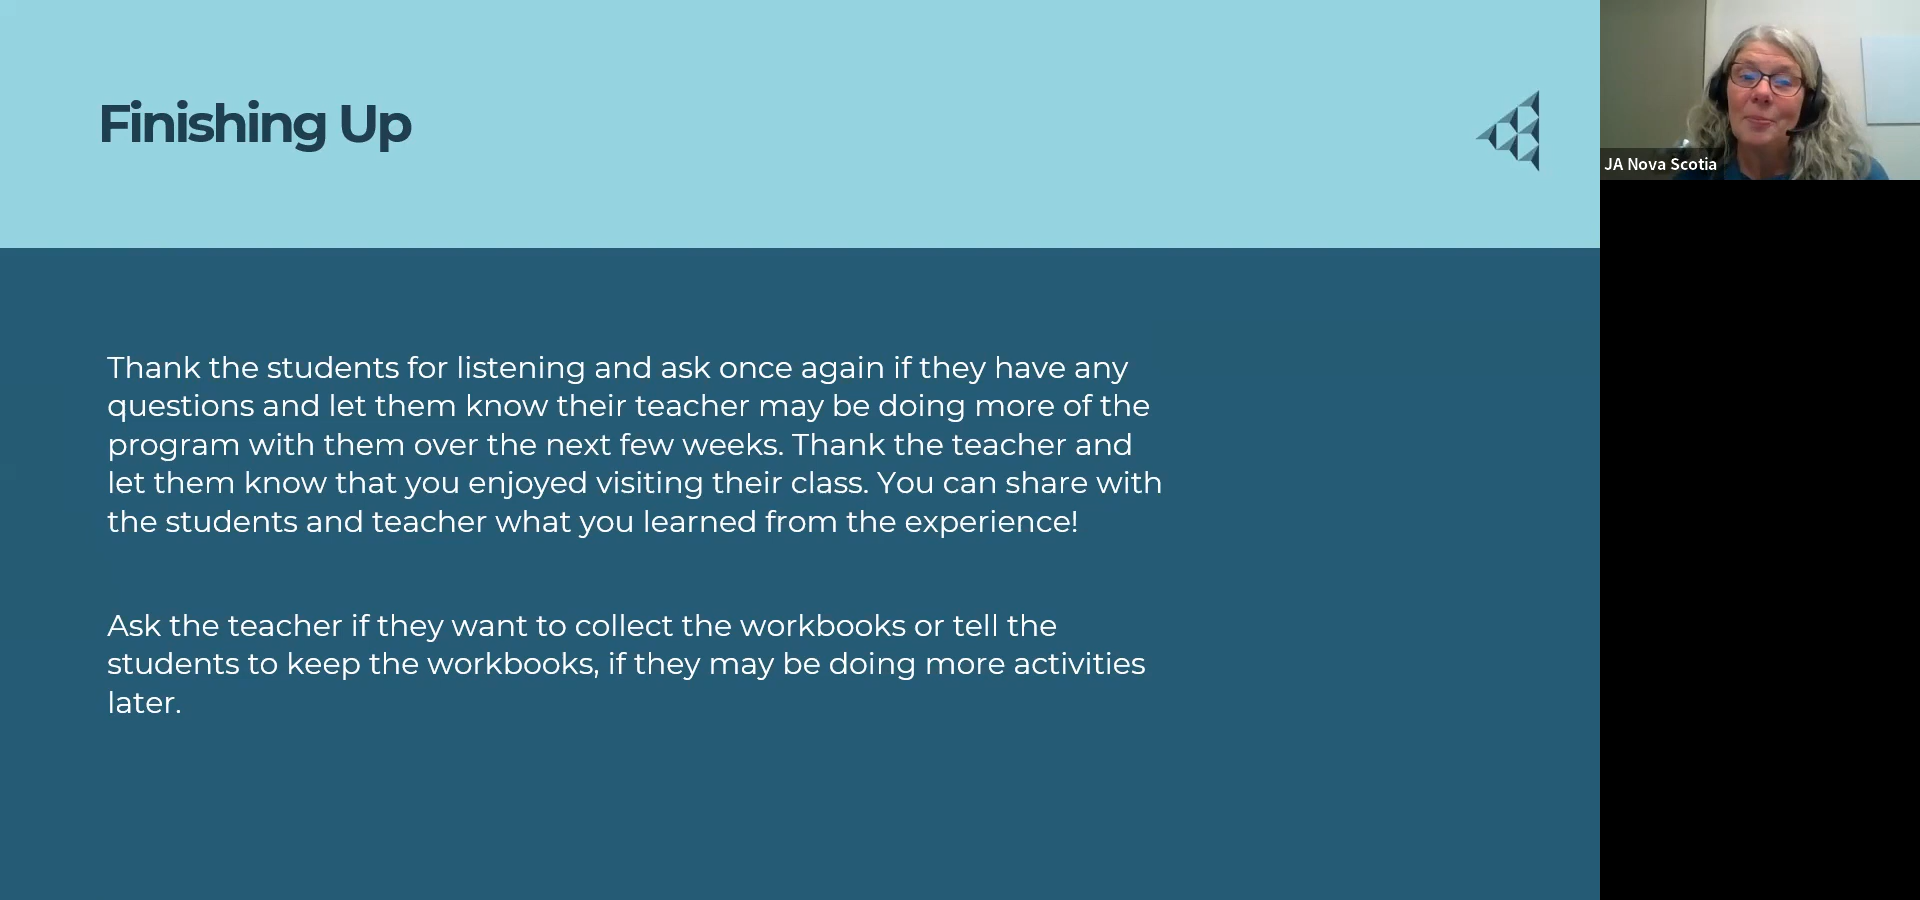 Finishing Up
JA Nova Scotia
Thank the students for listening and ask once again if they have any
questions and let them know their teacher may be doing more of the
program with them over the next few weeks. Thank the teacher and
let them know that you enjoyed visiting their class. You can share with
the students and teacher what you learned from the experience!
Ask the teacher if they want to collect the workbooks or tell the
students to keep the workbooks, if they may be doing more activities
later.